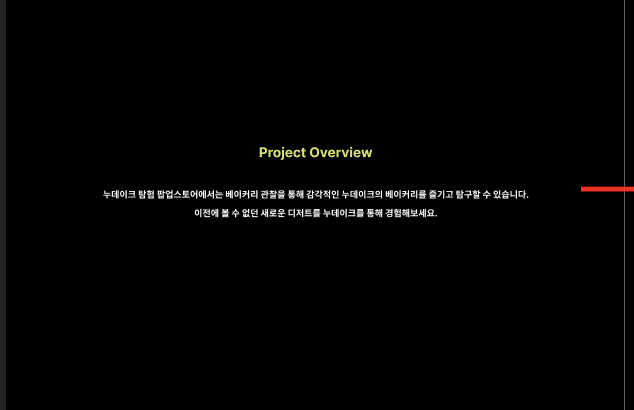 Project Overview
누데이크 탐험 팝업스토어에서는 베이커리 관찰을 통해 감각적인 누데이크의 베이커리를 즐기고 탐구할 수 있습니다.
이전에 볼 수 없던 새로운 디저트를 누데이크를 통해 경험해보세요.